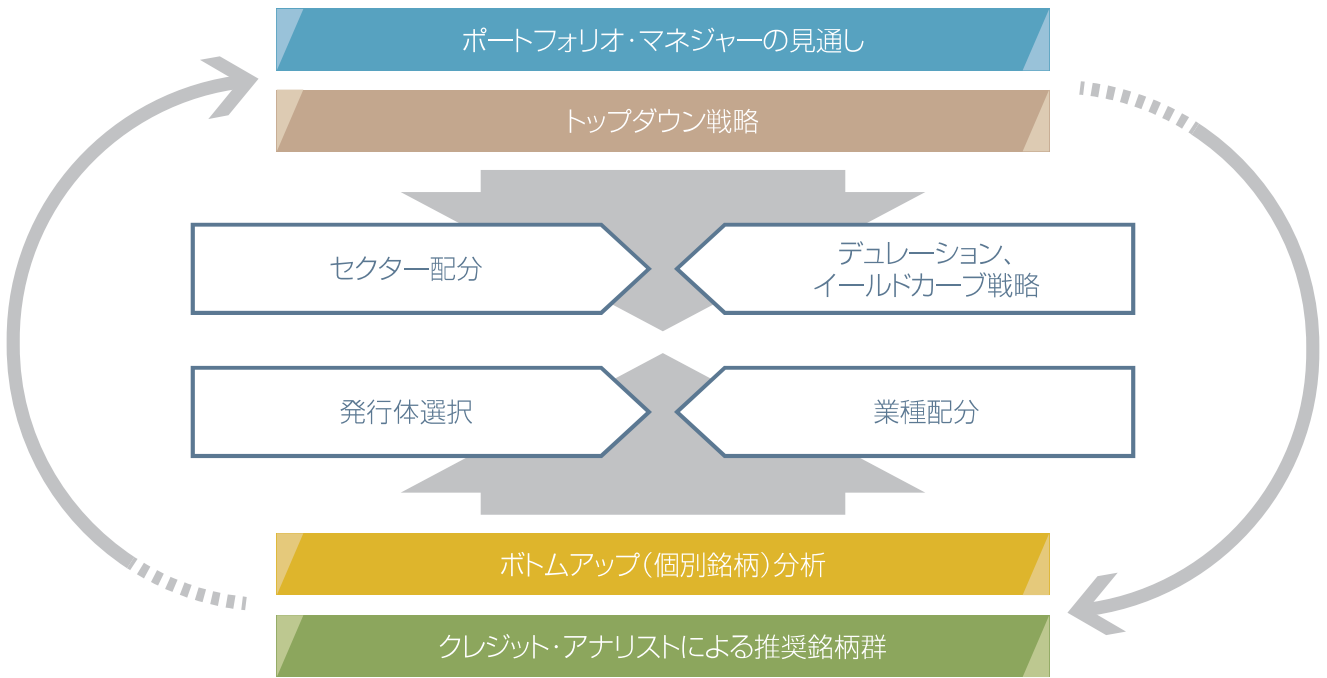 ポートフォリオ・マネジャーの見通し
トップダウン戦略
セクター配分
デュレーション、
イールドカーブ戦略
発行体選択
業種配分
ボトムアップ(個別銘柄)分析
クレジット・アナリストによる推奨銘柄群